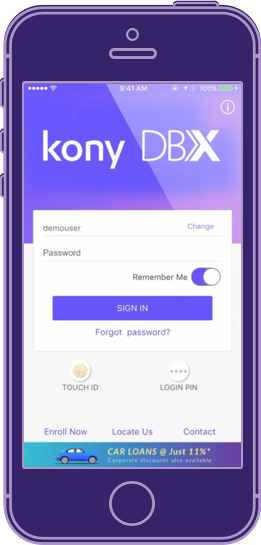 9:41 AM
100%
kony DBX
demouser
Change
Password
Remember Me
SIGN IN
Forgot password?
TOUCH ID
LOGIN PIN
Enroll Now
Locate Us
Contact
CAR LOANS @ Just 11%*
Corporate discounts also available